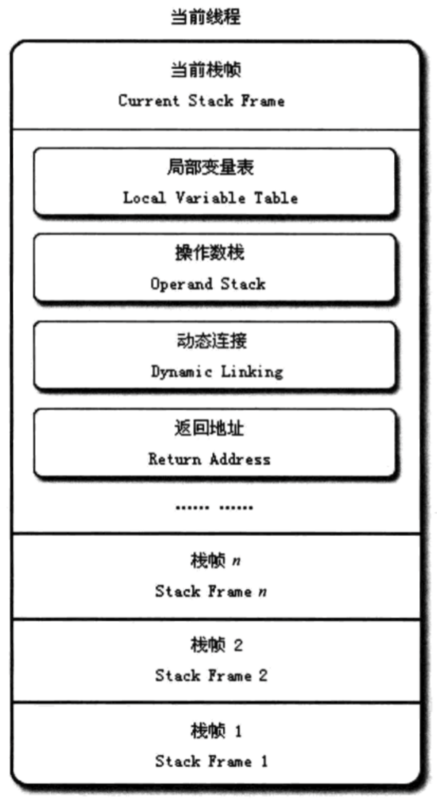 当前线程
当前栈帧
Current Stack Frame
局部变量表
Local Variable Table
操作数栈
Operand Stack
动态连接
Dynamic Linking
返回地址
Return Address
…… ……
栈帧 n
Stack Frame n
栈帧 2
Stack Frame 2
栈帧 1
Stack Frame 1